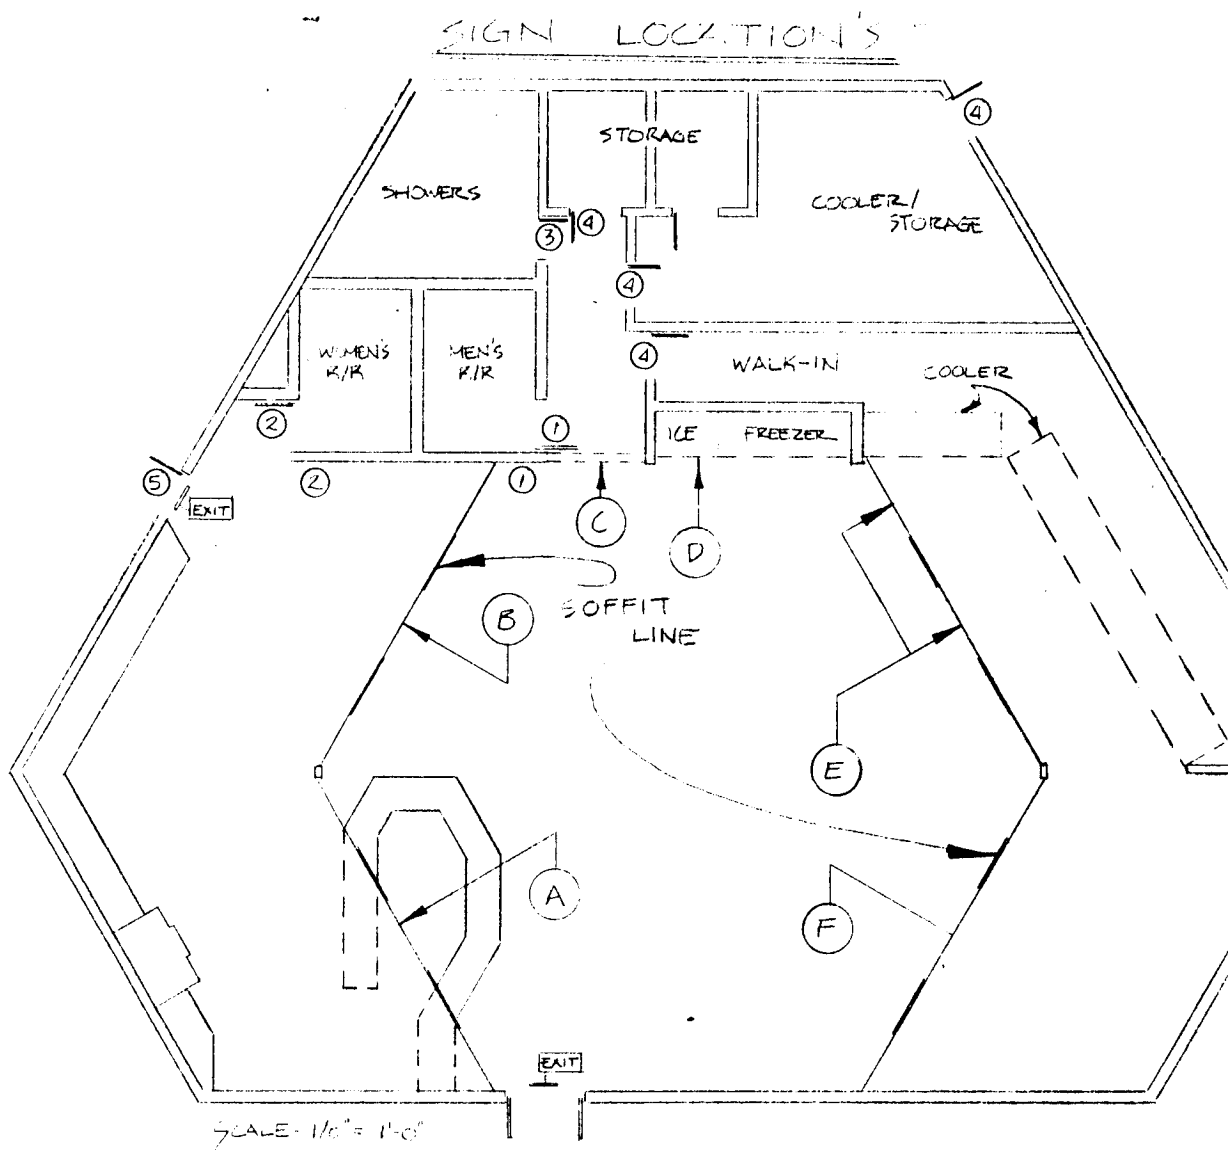 SIGN LOCATION'S
4
STORAGE
SHOWERS
COOLER/
STORAGE
3
4
4
WOMEN'S
R/R
MEN'S
R/R
4
WALK-IN
COOLER
2
1
ICE FREEZER
5
2
1
EXIT
C
D
B
SOFFIT
LINE
E
A
F
EXIT
SCALE- 1/8" = 1'-0"